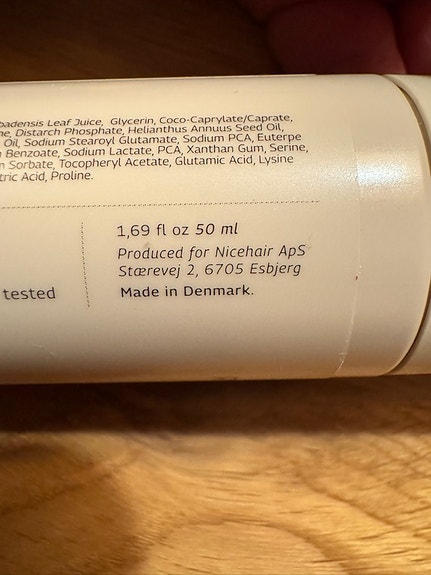 Leaf Juice, Glycerin, Coco-Caprylate/Caprate,
Distarch Phosphate, Helianthus Annuus Seed Oil,
Oil, Sodium Stearoyl Glutamate, Sodium PCA, Euterpe
Benzoate, Sodium Lactate, PCA, Xanthan Gum, Serine,
Sorbate, Tocopheryl Acetate, Glutamic Acid, Lysine
Acid, Proline.
1,69 fl oz 50 ml
Produced for Nicehair ApS
Stærevej 2, 6705 Esbjerg
tested
Made in Denmark.